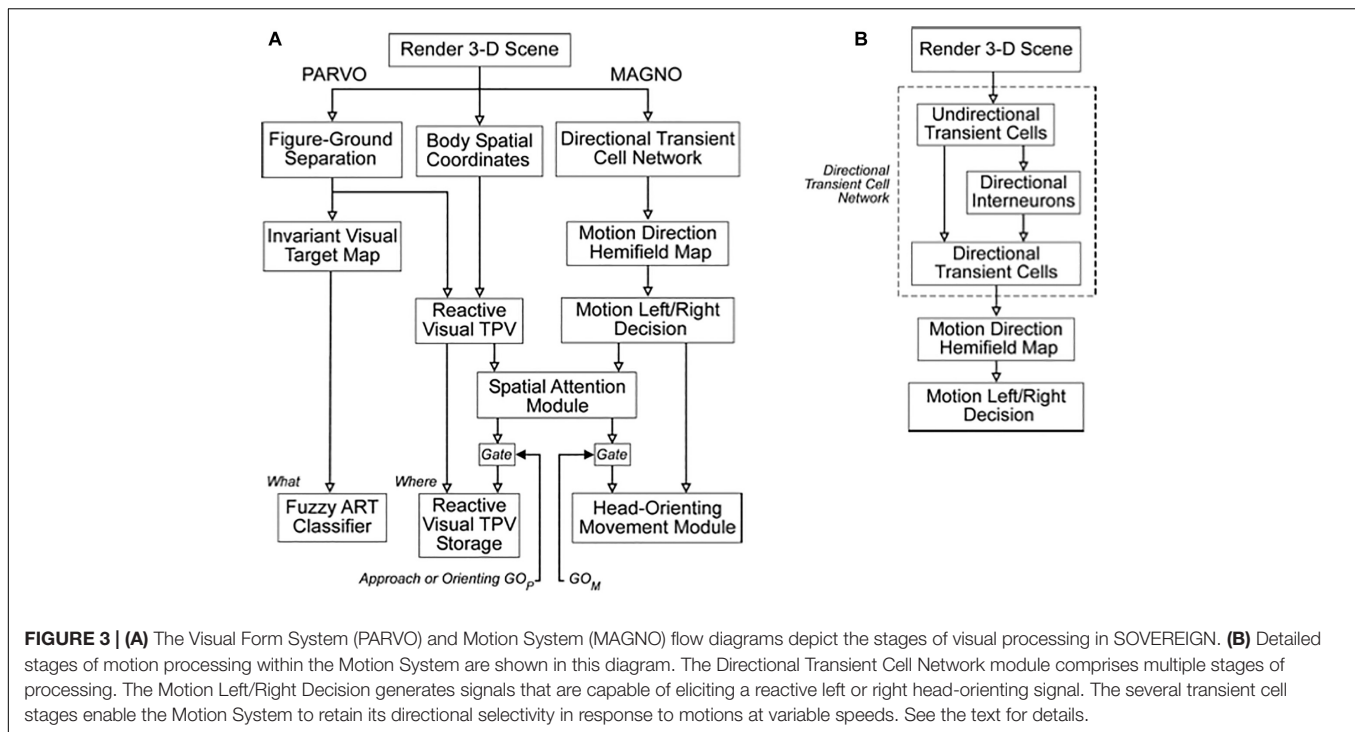 A
Render 3-D Scene
PARVO
MAGNO
Figure-Ground
Separation
Body Spatial
Coordinates
Directional Transient
Cell Network
Invariant Visual
Target Map
Motion Direction
Hemifield Map
Reactive
Visual TPV
Motion Left/Right
Decision
Spatial Attention
Module
Gate
Gate
What
Where
Fuzzy ART
Classifier
Reactive
Visual TPV
Storage
Head-Orienting
Movement Module
Approach or Orienting GO_P
GO_M
B
Render 3-D Scene
Undirectional
Transient Cells
Directional
Transient Cell
Network
Directional
Interneurons
Directional
Transient Cells
Motion Direction
Hemifield Map
Motion Left/Right
Decision
FIGURE 3 | (A) The Visual Form System (PARVO) and Motion System (MAGNO) flow diagrams depict the stages of visual processing in SOVEREIGN. (B) Detailed
stages of motion processing within the Motion System are shown in this diagram. The Directional Transient Cell Network module comprises multiple stages of
processing. The Motion Left/Right Decision generates signals that are capable of eliciting a reactive left or right head-orienting signal. The several transient cell
stages enable the Motion System to retain its directional selectivity in response to motions at variable speeds. See the text for details.